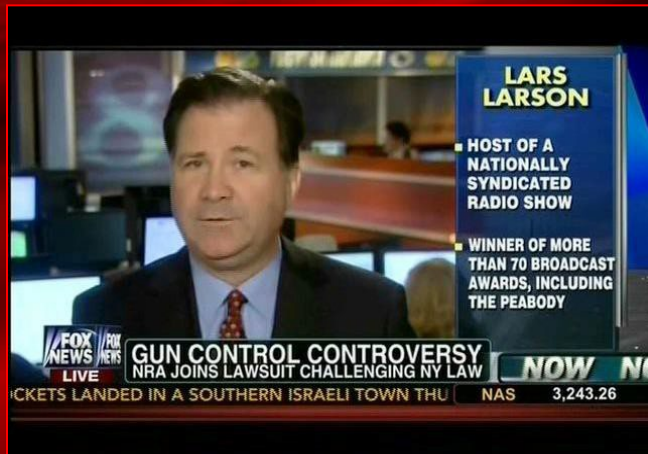 LARS
LARSON
HOST OF A
NATIONALLY
SYNDICATED
RADIO SHOW
WINNER OF MORE
THAN 70 BROADCAST
AWARDS, INCLUDING
THE PEABODY
FOX
NEWS
FOX
NEWS
LIVE
GUN CONTROL CONTROVERSY
NRA JOINS LAWSUIT CHALLENGING NY LAW
NOW NO
CKETS LANDED IN A SOUTHERN ISRAELI TOWN THU
NAS 3,243.26